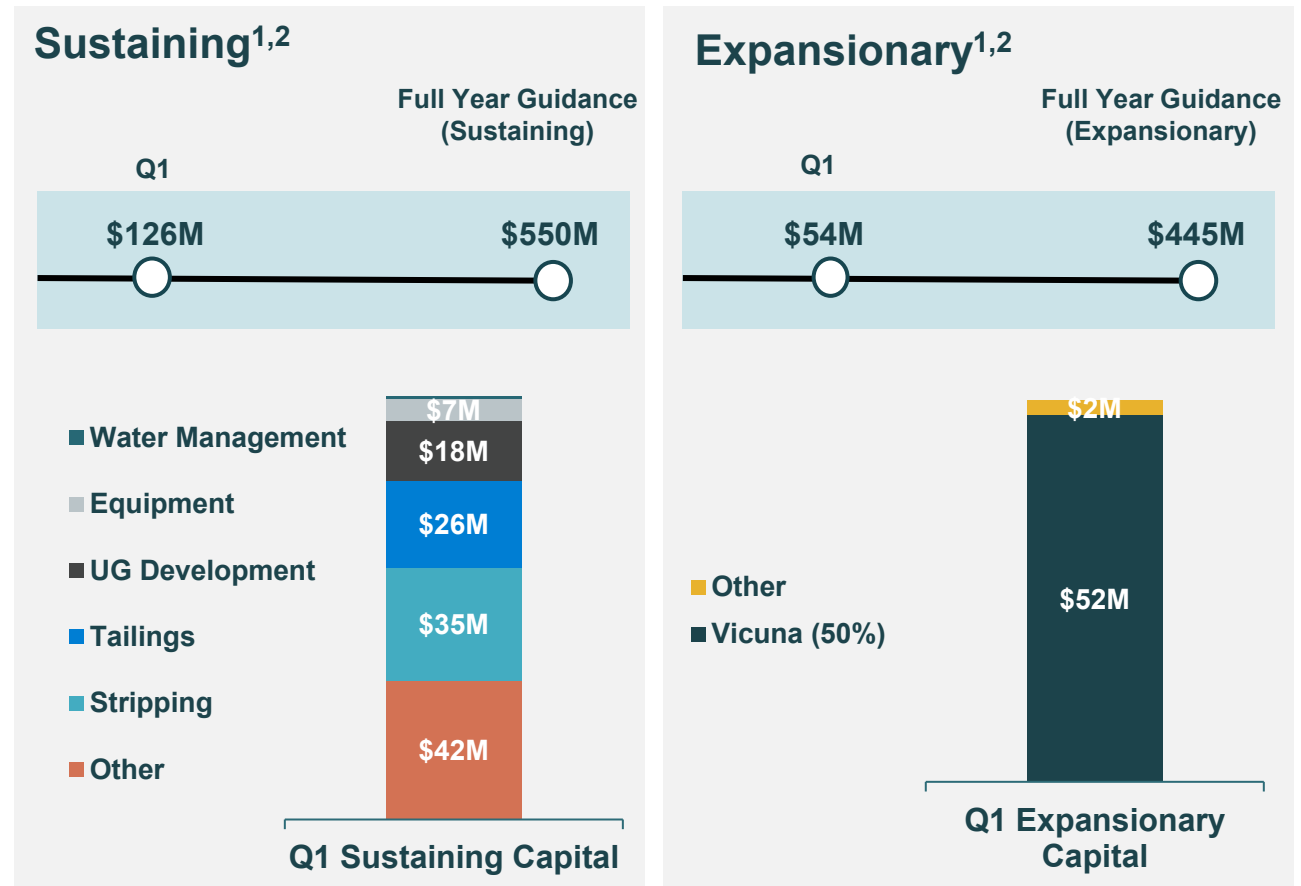 Sustaining1,2
Full Year Guidance
(Sustaining)
Q1
$126M
$550M
Water Management
Equipment
UG Development
Tailings
Stripping
Other
$7M
$18M
$26M
$35M
$42M
Q1 Sustaining Capital
Expansionary1,2
Full Year Guidance
(Expansionary)
Q1
$54M
$445M
Other
Vicuna (50%)
$2M
$52M
Q1 Expansionary
Capital